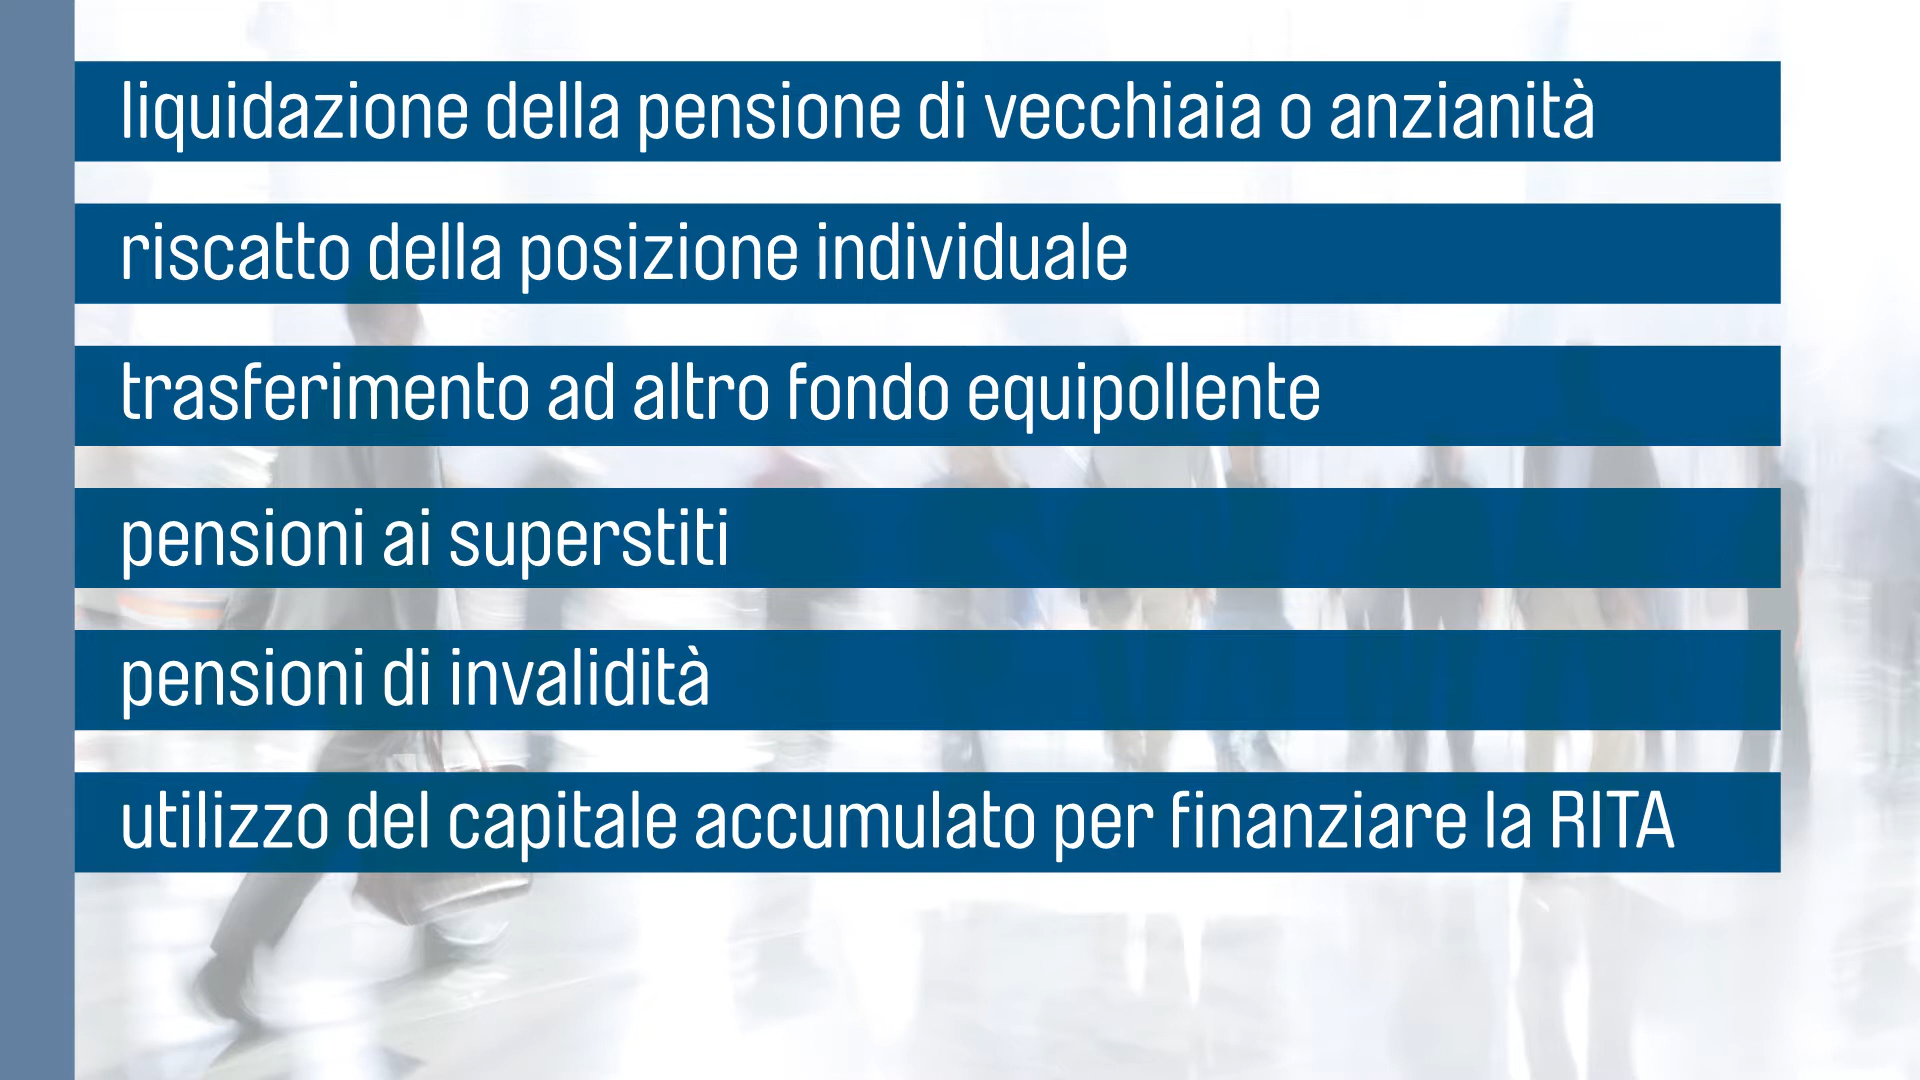 liquidazione della pensione di vecchiaia o anzianità
riscatto della posizione individuale
trasferimento ad altro fondo equipollente
pensioni ai superstiti
pensioni di invalidità
utilizzo del capitale accumulato per finanziare la RITA